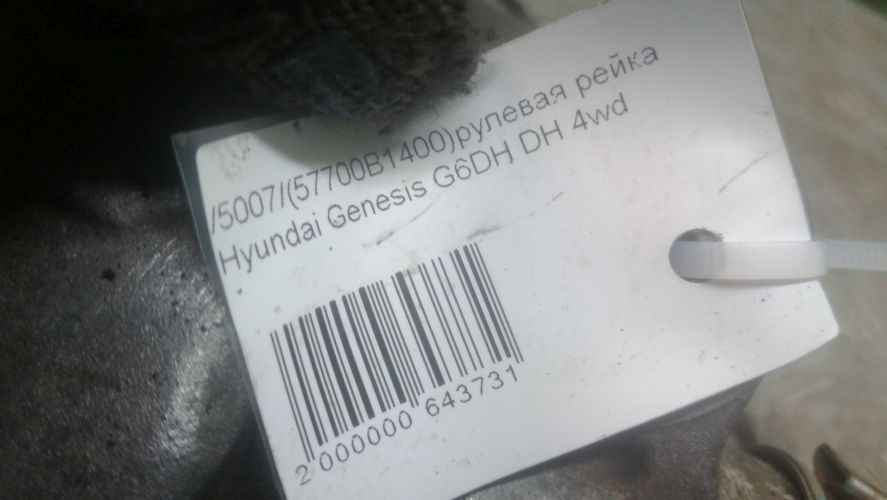 /5007/(57700B1400)рулевая рейка
Hyundai Genesis G6DH DH 4wd
2 000000 643731